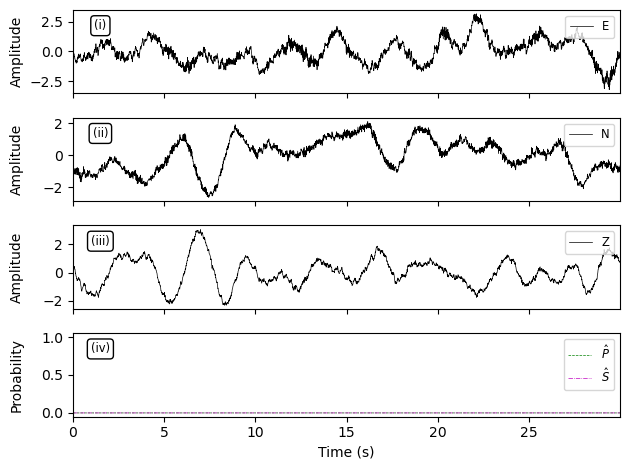 (i)
E
Amplitude
2.5
0.0
−2.5
(ii)
N
Amplitude
2
0
−2
(iii)
Z
Amplitude
2
0
−2
(iv)
P̂
Ŝ
Probability
1.0
0.5
0.0
0 5 10 15 20 25
Time (s)